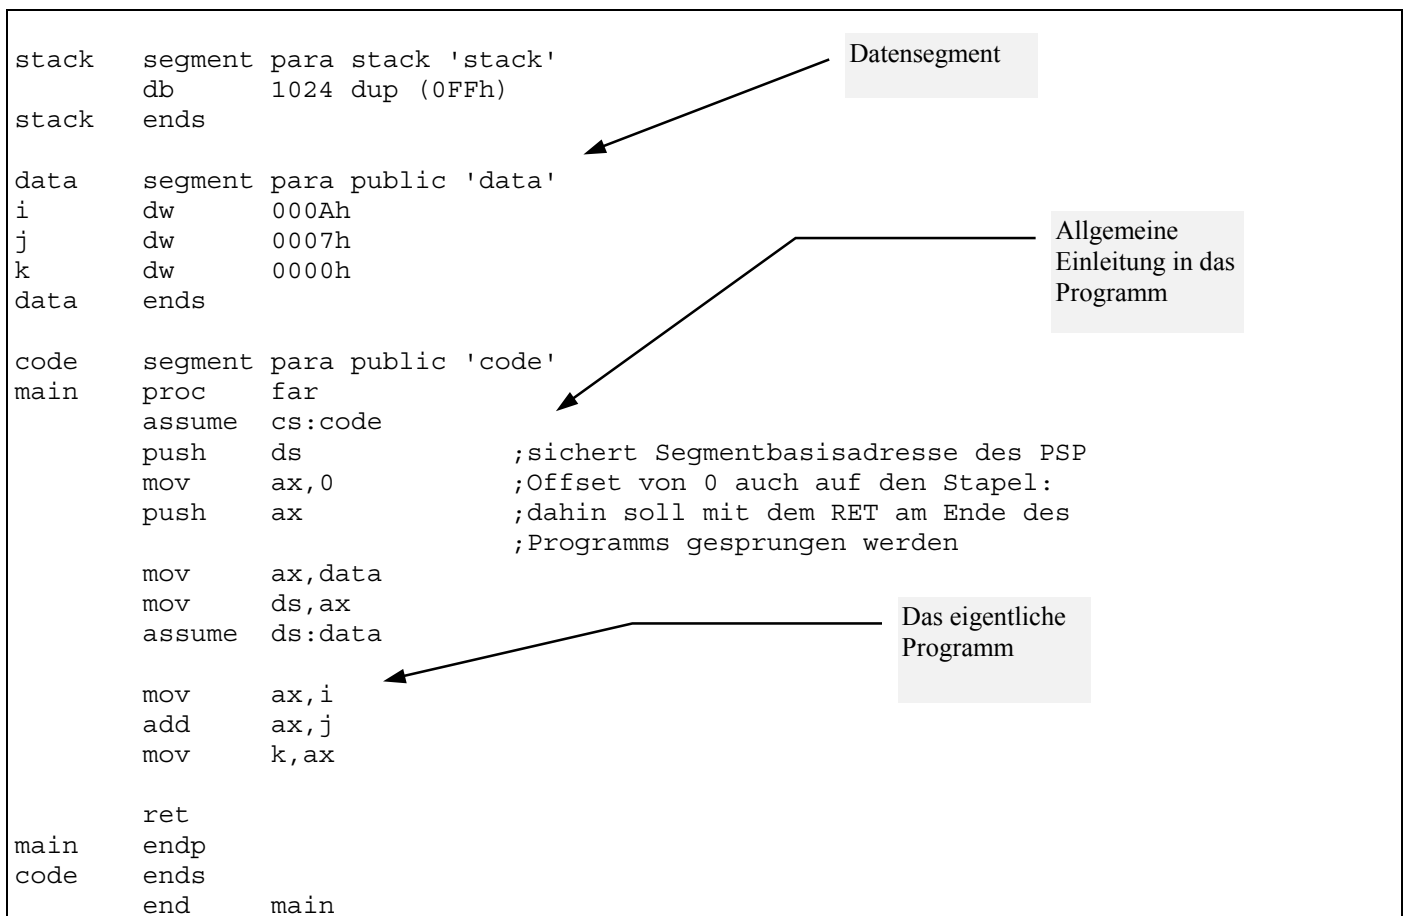 stack   segment para stack 'stack'
        db      1024 dup (0FFh)
stack   ends
Datensegment
data    segment para public 'data'
i       dw      000Ah
j       dw      0007h
k       dw      0000h
data    ends
Allgemeine
Einleitung in das
Programm
code    segment para public 'code'
main    proc    far
        assume  cs:code
        push    ds             ;sichert Segmentbasisadresse des PSP
        mov     ax,0           ;Offset von 0 auch auf den Stapel:
        push    ax             ;dahin soll mit dem RET am Ende des
                               ;Programms gesprungen werden
        mov     ax,data
        mov     ds,ax
        assume  ds:data
Das eigentliche
Programm
        mov     ax,i
        add     ax,j
        mov     k,ax
        ret
main    endp
code    ends
        end     main